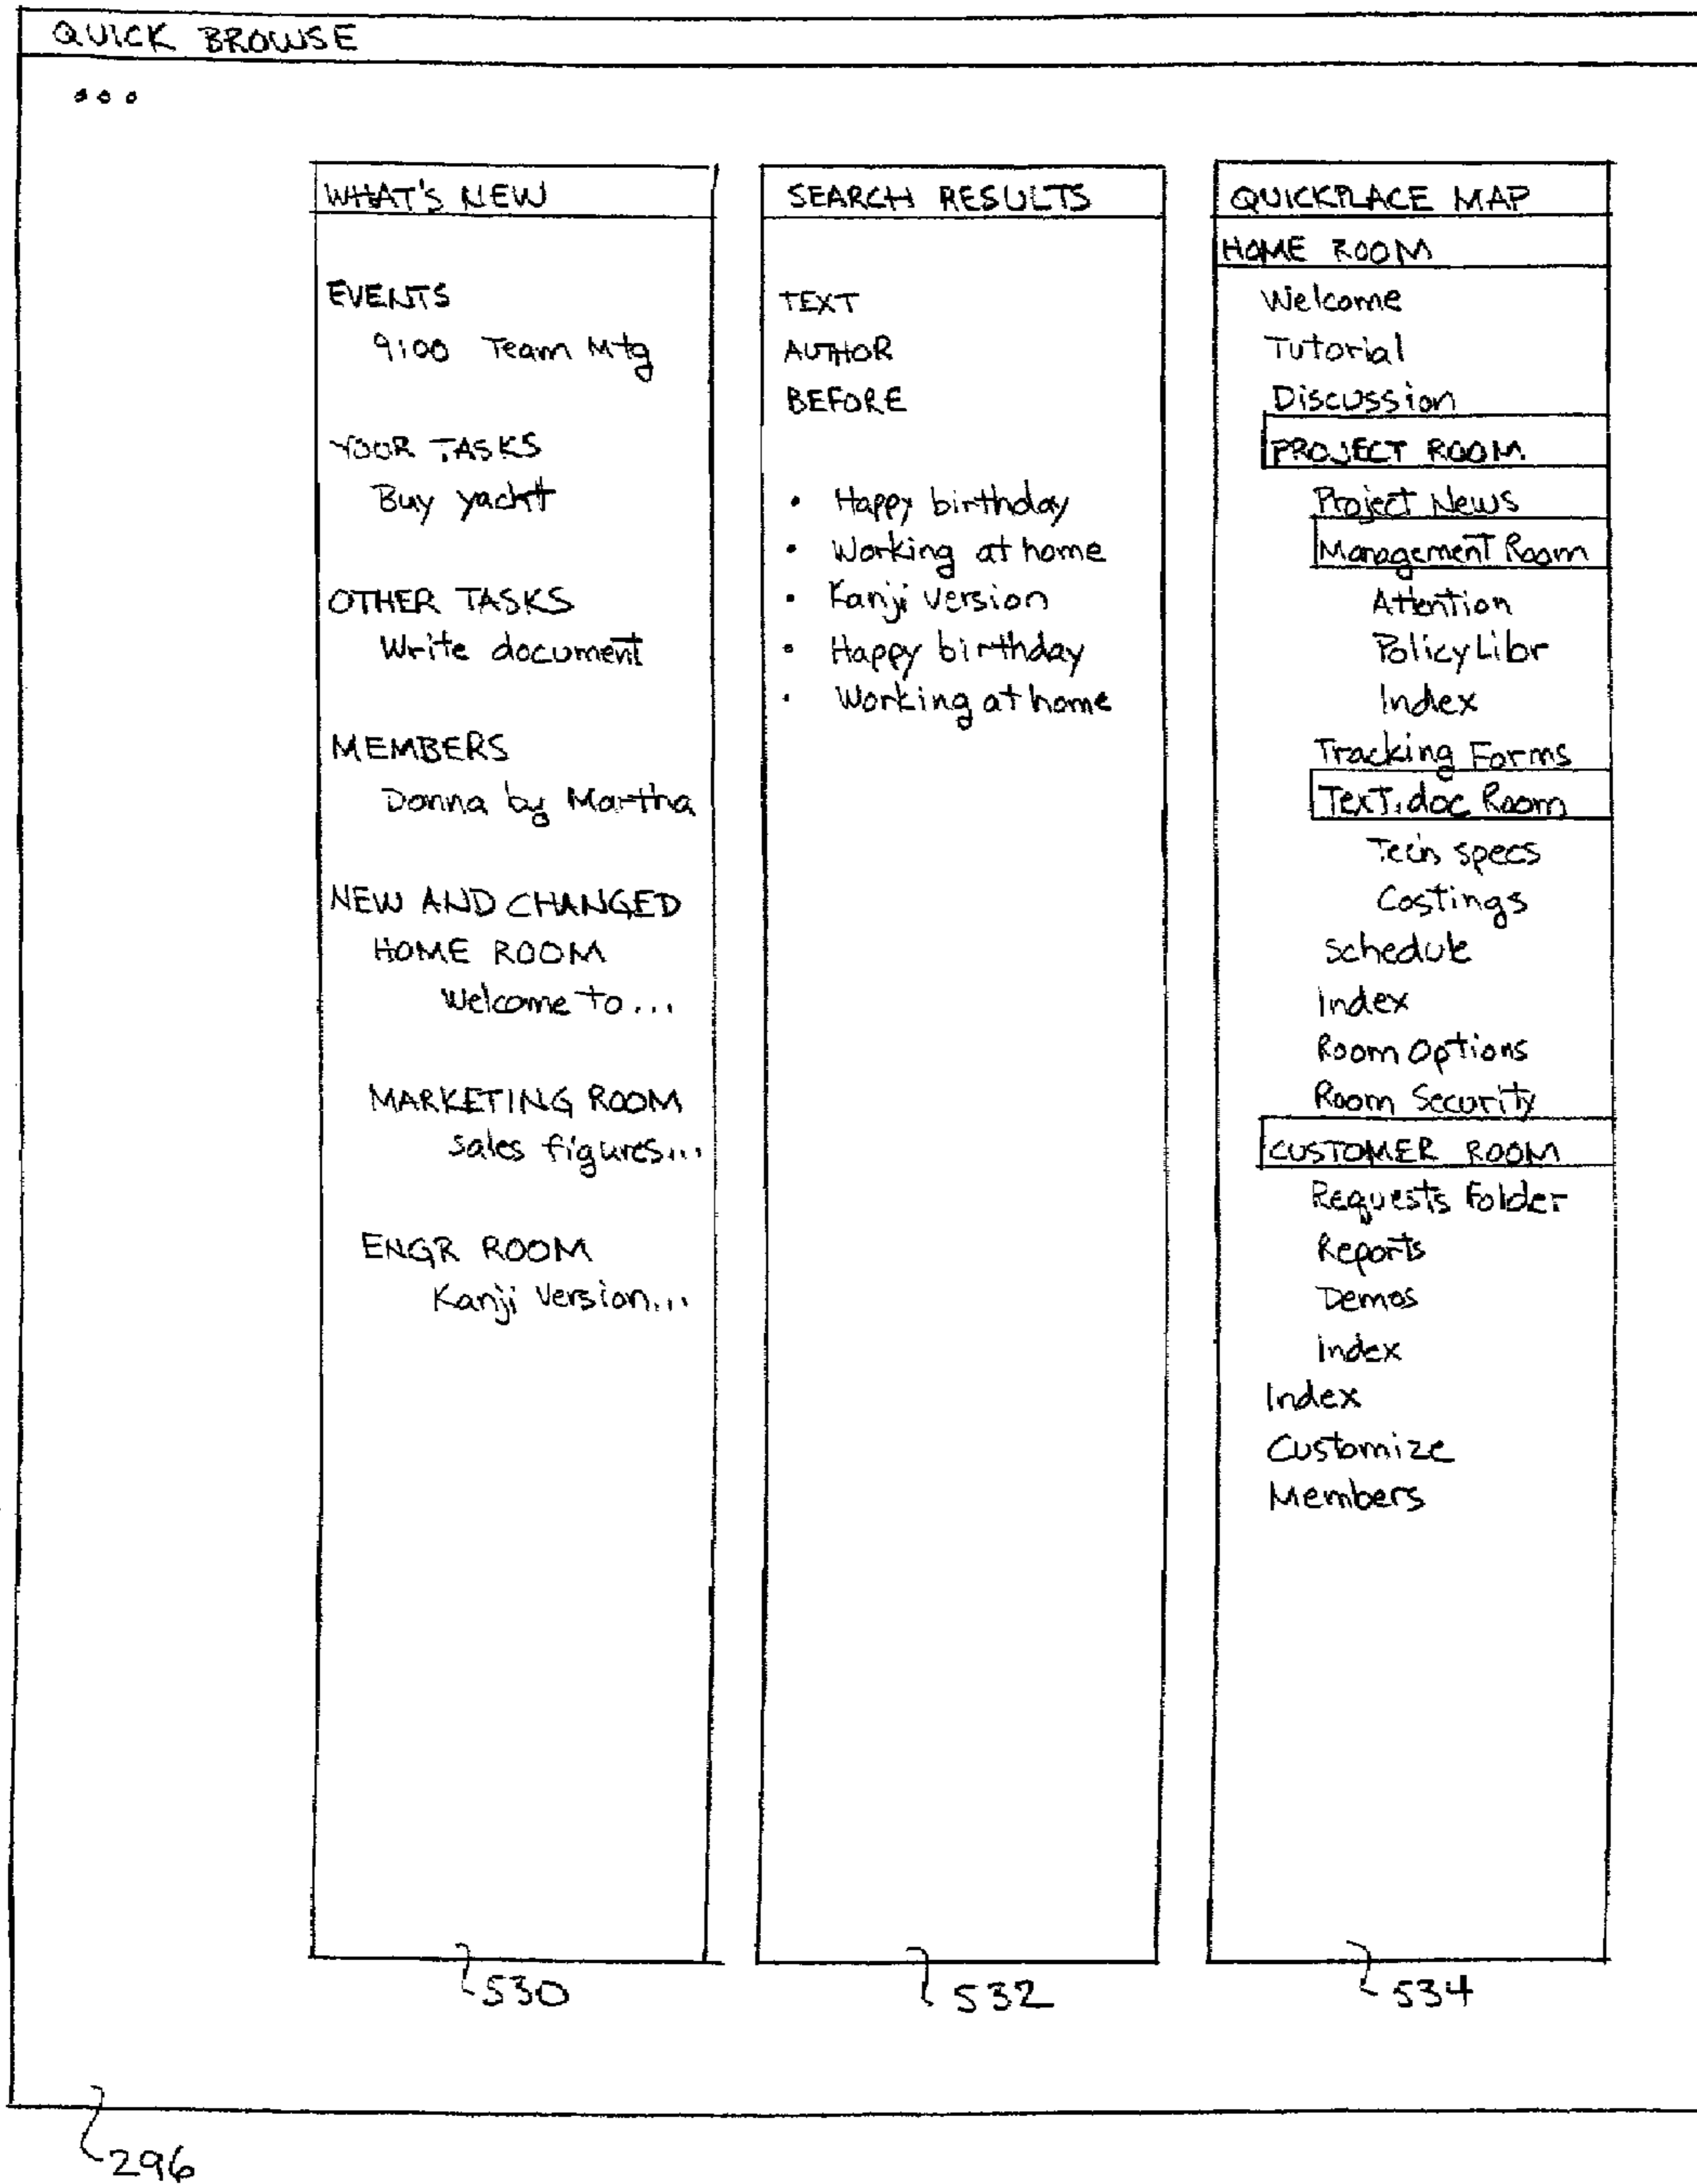 QUICK BROWSE
WHAT'S NEW
EVENTS
9:00 Team Mtg
YOUR TASKS
Buy yacht
OTHER TASKS
Write document
MEMBERS
Donna by Martha
NEW AND CHANGED
HOME ROOM
Welcome to...
MARKETING ROOM
Sales figures...
ENGR ROOM
Kanji Version...
530
SEARCH RESULTS
TEXT
AUTHOR
BEFORE
• Happy birthday
• Working at home
• Kanji version
• Happy birthday
• Working at home
532
QUICKPLACE MAP
HOME ROOM
Welcome
Tutorial
Discussion
PROJECT ROOM
Project News
Management Room
Attention
Policy Libr
Index
Tracking Forms
Text.doc Room
Tech specs
Costings
Schedule
Index
Room Options
Room Security
CUSTOMER ROOM
Requests Folder
Reports
Demos
Index
Index
Customize
Members
534
296